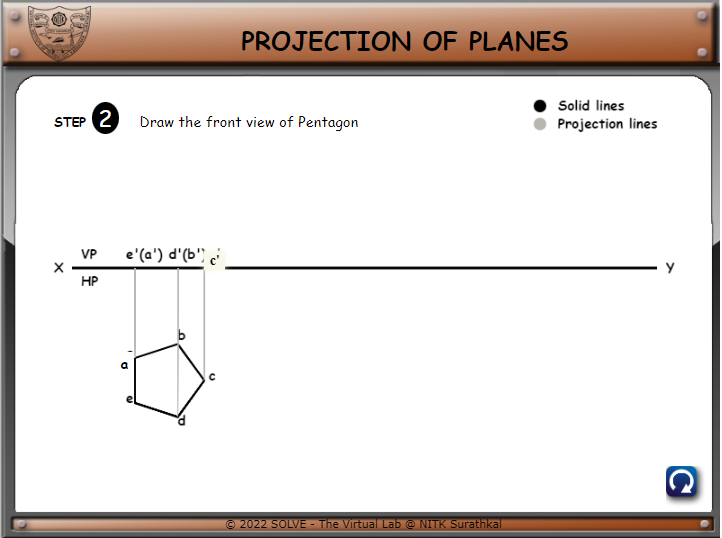 PROJECTION OF PLANES
STEP 2 Draw the front view of Pentagon
Solid lines
Projection lines
VP e'(a') d'(b') c'
X Y
HP
b
a
c
e
d
© 2022 SOLVE - The Virtual Lab @ NITK Surathkal